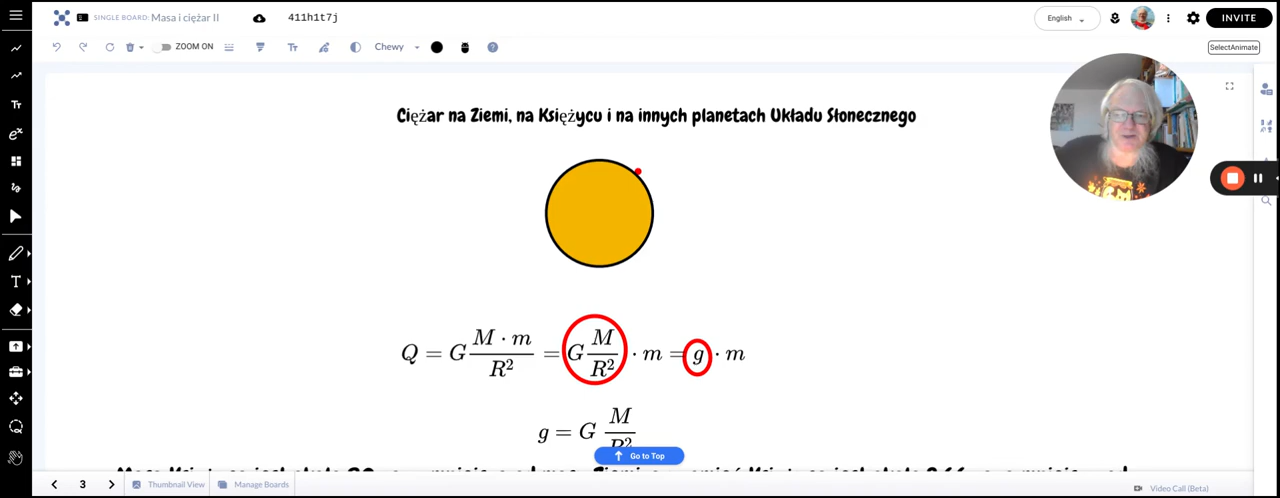 SINGLE BOARD: Masa i ciężar II
411h1t7j
English
INVITE
ZOOM ON
Chewy
SelectAnimate
Ciężar na Ziemi, na Księżycu i na innych planetach Układu Słonecznego
Q = G M · m / R² = G M / R² · m = g · m
g = G M / R²
Go to Top
3
Thumbnail View
Manage Boards
Video Call (Beta)